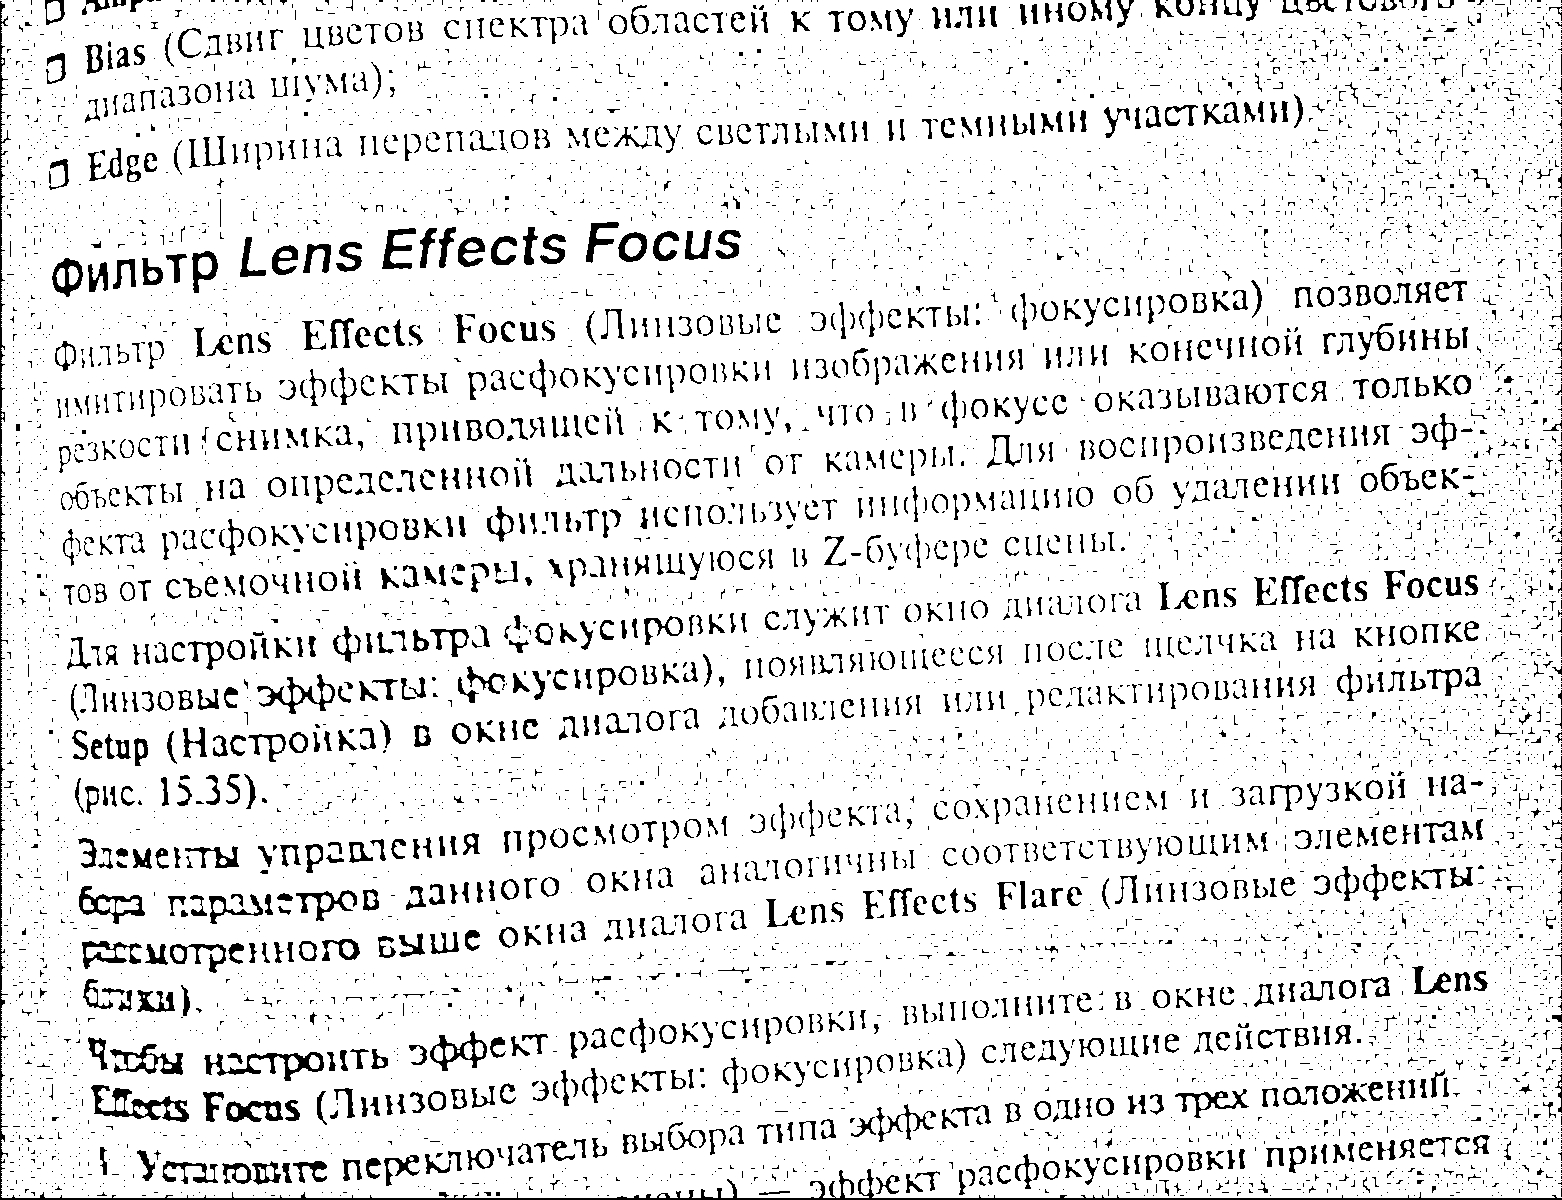 ❒ Bias (Сдвиг цветов спектра областей к тому или иному концу цветового
диапазона шума);
❒ Edge (Ширина перепадов между светлыми и темными участками).
Фильтр Lens Effects Focus
Фильтр Lens Effects Focus (Линзовые эффекты: фокусировка) позволяет
имитировать эффекты расфокусировки изображения или конечной глубины
резкости снимка, приводящей к тому, что в фокусе оказываются только
объекты на определенной дальности от камеры. Для воспроизведения эф-
фекта расфокусировки фильтр использует информацию об удалении объек-
тов от съемочной камеры, хранящуюся в Z-буфере сцены.
Для настройки фильтра фокусировки служит окно диалога Lens Effects Focus
(Линзовые эффекты: фокусировка), появляющееся после щелчка на кнопке
Setup (Настройка) в окне диалога добавления или редактирования фильтра
(рис. 15.35).
Элементы управления просмотром эффекта, сохранением и загрузкой на-
бора параметров данного окна аналогичны соответствующим элементам
рассмотренного выше окна диалога Lens Effects Flare (Линзовые эффекты:
блики).
Чтобы настроить эффект расфокусировки, выполните в окне диалога Lens
Effects Focus (Линзовые эффекты: фокусировка) следующие действия.
1. Установите переключатель выбора типа эффекта в одно из трех положений:
сцены) — эффект расфокусировки применяется